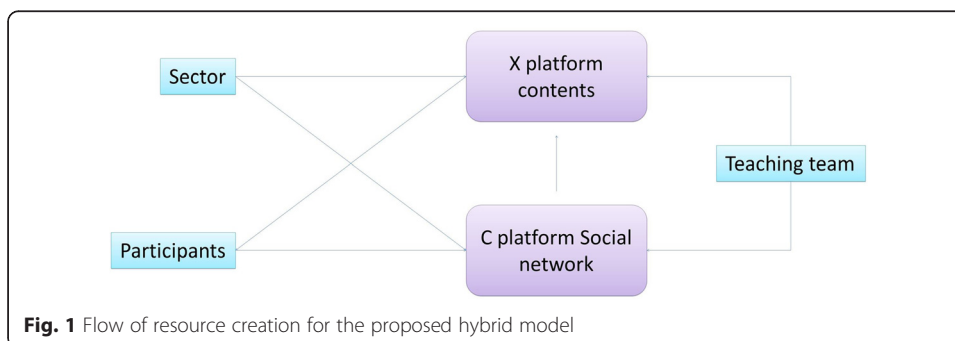 X platform
contents
Sector
Teaching team
Participants
C platform Social
network
Fig. 1 Flow of resource creation for the proposed hybrid model